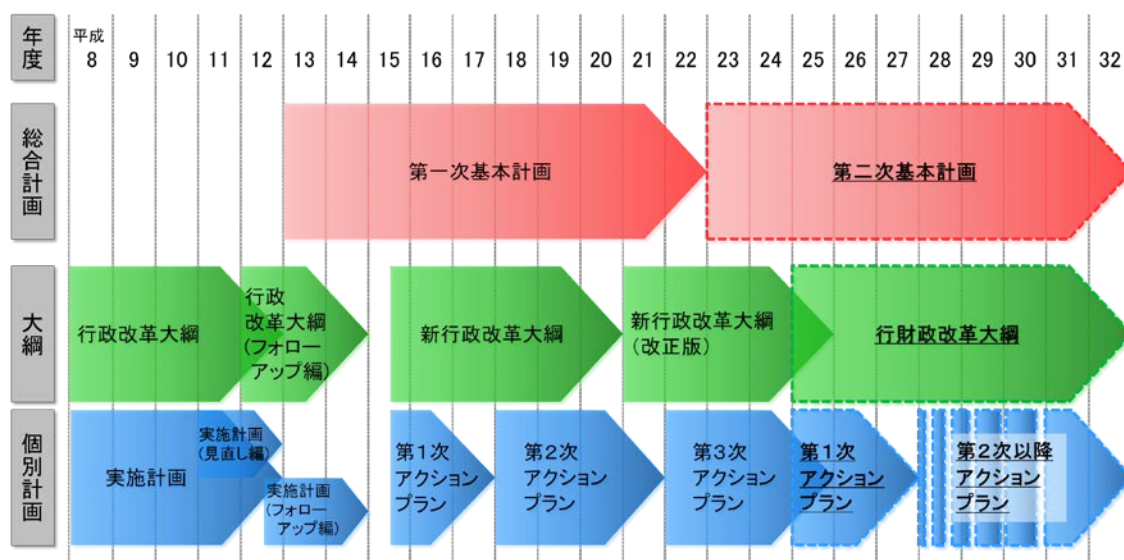 年度
平成
8 9 10 11 12 13 14 15 16 17 18 19 20 21 22 23 24 25 26 27 28 29 30 31 32
総合計画
第一次基本計画
第二次基本計画
大綱
行政改革大綱
行政
改革大綱
(フォロー
アップ編)
新行政改革大綱
新行政改革大綱
(改正版)
行財政改革大綱
個別計画
実施計画
実施計画
(見直し編)
実施計画
(フォロー
アップ編)
第1次
アクション
プラン
第2次
アクション
プラン
第3次
アクション
プラン
第1次
アクション
プラン
第2次以降
アクション
プラン